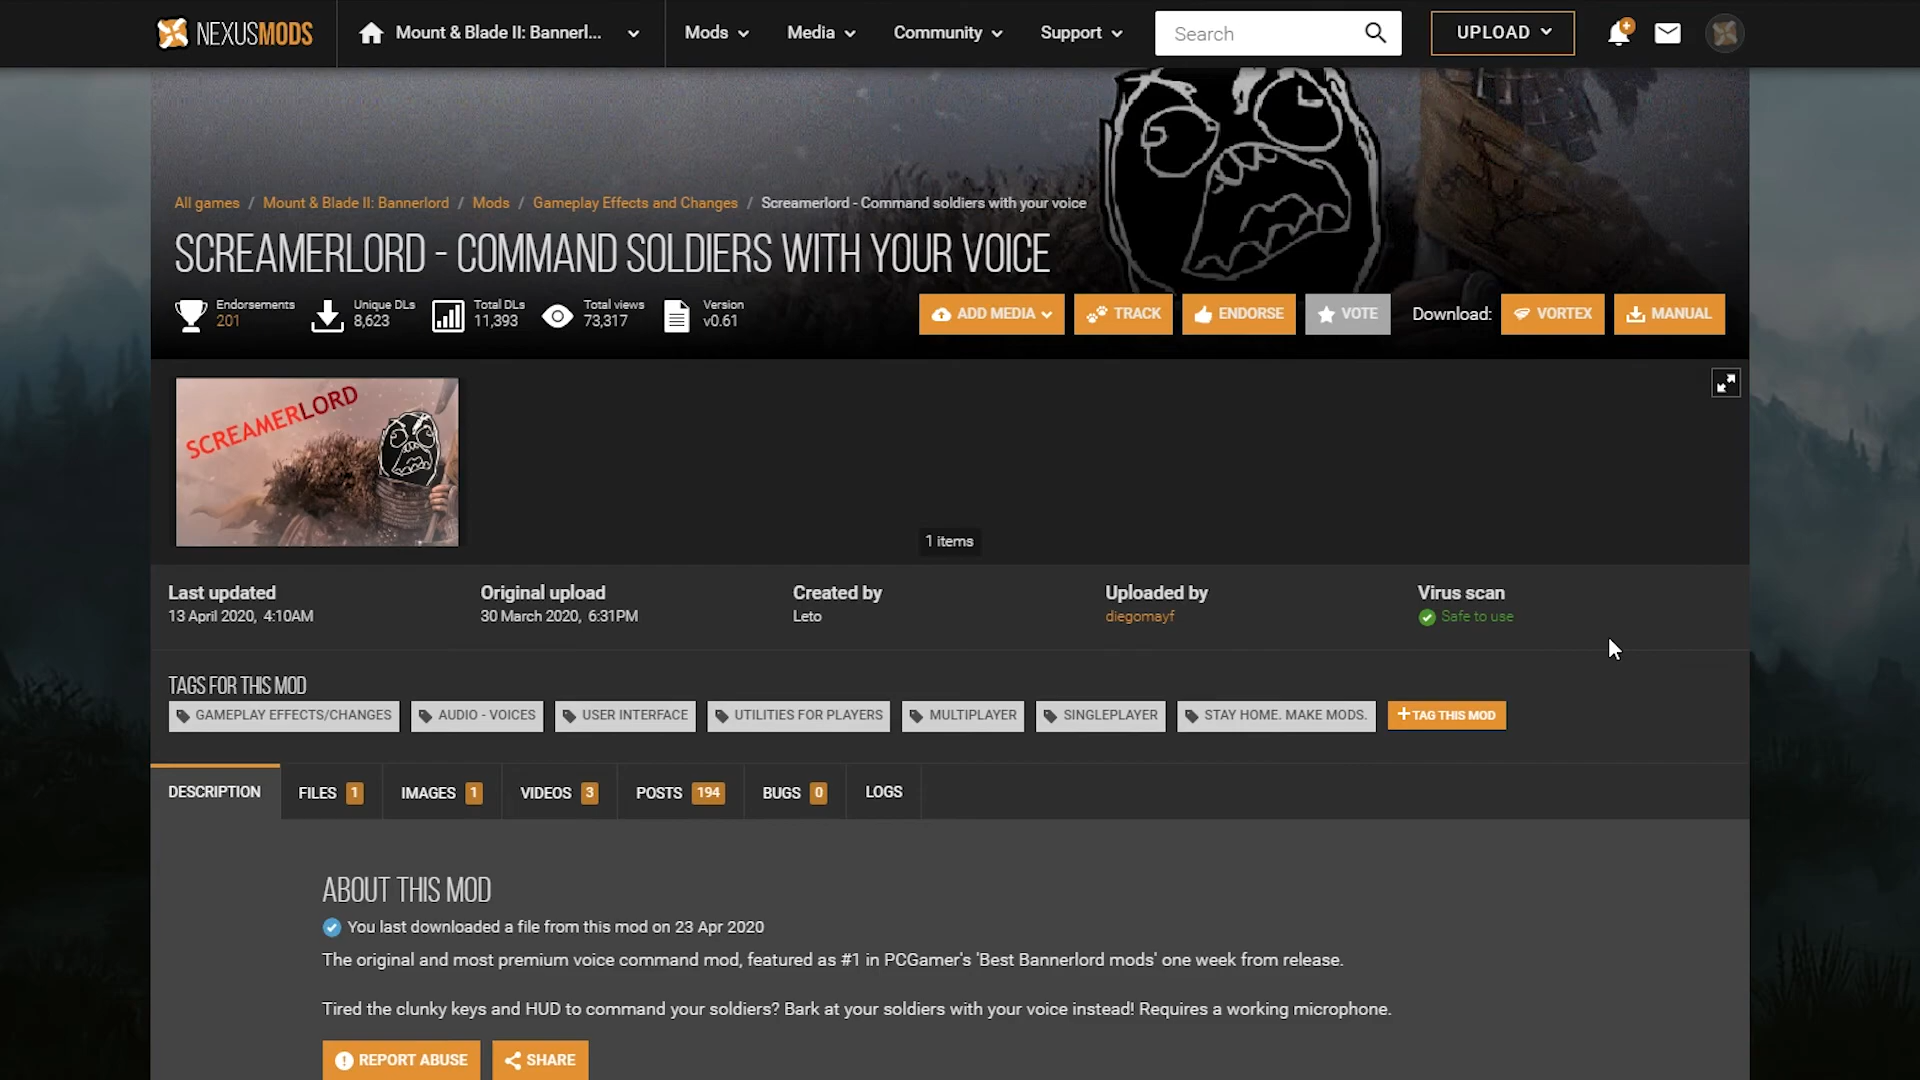 NEXUSMODS
Mount & Blade II: Bannerl...
Mods
Media
Community
Support
Search
UPLOAD
All games / Mount & Blade II: Bannerlord / Mods / Gameplay Effects and Changes / Screamerlord - Command soldiers with your voice
SCREAMERLORD - COMMAND SOLDIERS WITH YOUR VOICE
Endorsements
201
Unique DLs
8,623
Total DLs
11,393
Total views
73,317
Version
v0.61
ADD MEDIA
TRACK
ENDORSE
VOTE
Download:
VORTEX
MANUAL
SCREAMERLORD
1 items
Last updated
13 April 2020, 4:10AM
Original upload
30 March 2020, 6:31PM
Created by
Leto
Uploaded by
diegomayf
Virus scan
Safe to use
TAGS FOR THIS MOD
GAMEPLAY EFFECTS/CHANGES
AUDIO - VOICES
USER INTERFACE
UTILITIES FOR PLAYERS
MULTIPLAYER
SINGLEPLAYER
STAY HOME. MAKE MODS.
+TAG THIS MOD
DESCRIPTION
FILES 1
IMAGES 1
VIDEOS 3
POSTS 194
BUGS 0
LOGS
ABOUT THIS MOD
You last downloaded a file from this mod on 23 Apr 2020
The original and most premium voice command mod, featured as #1 in PCGamer's 'Best Bannerlord mods' one week from release.
Tired the clunky keys and HUD to command your soldiers? Bark at your soldiers with your voice instead! Requires a working microphone.
REPORT ABUSE
SHARE